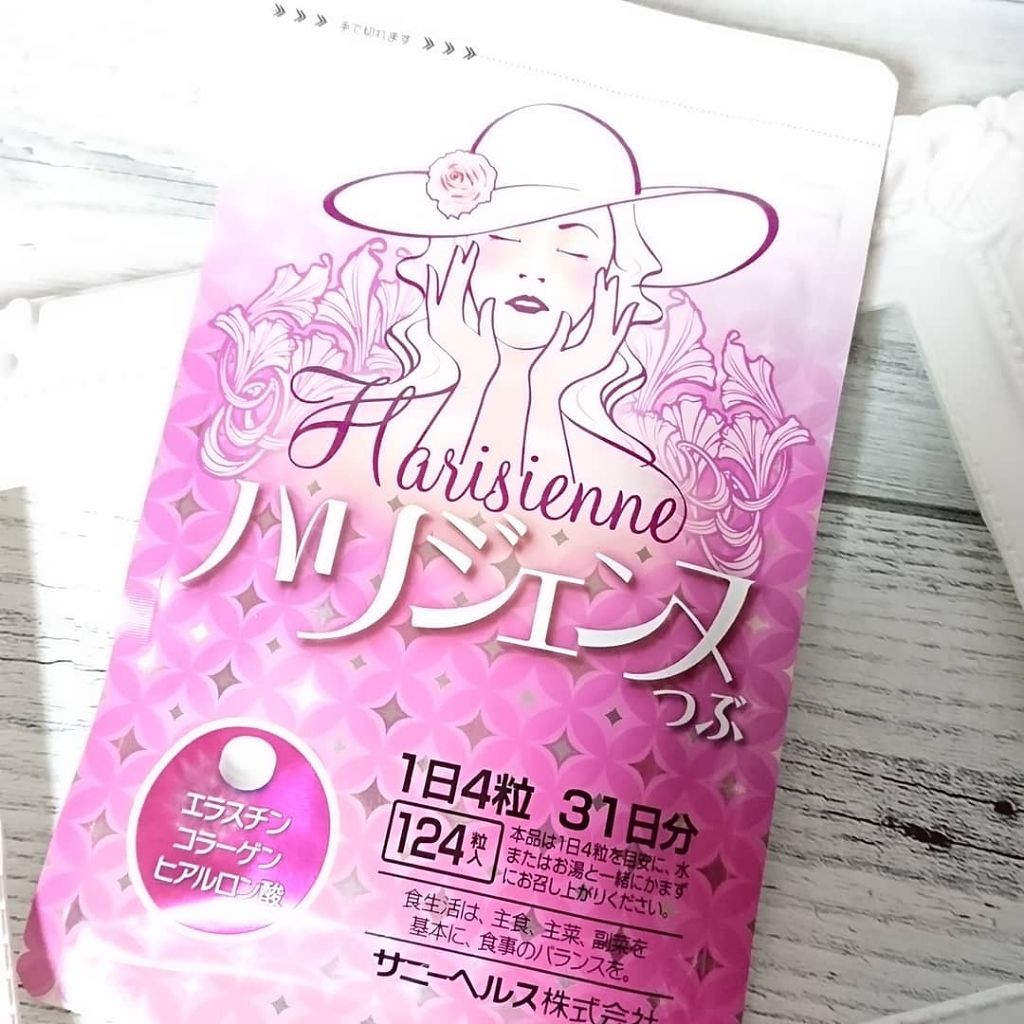 》》》手で切れます》》》
Harisienne
ハリジェンヌ
つぶ
エラスチン
コラーゲン
ヒアルロン酸
1日4粒 31日分
124粒入
本品は1日4粒を目安に、水
またはお湯と一緒にかまず
にお召し上がりください。
食生活は、主食、主菜、副菜を
基本に、食事のバランスを。
サニーヘルス株式会社